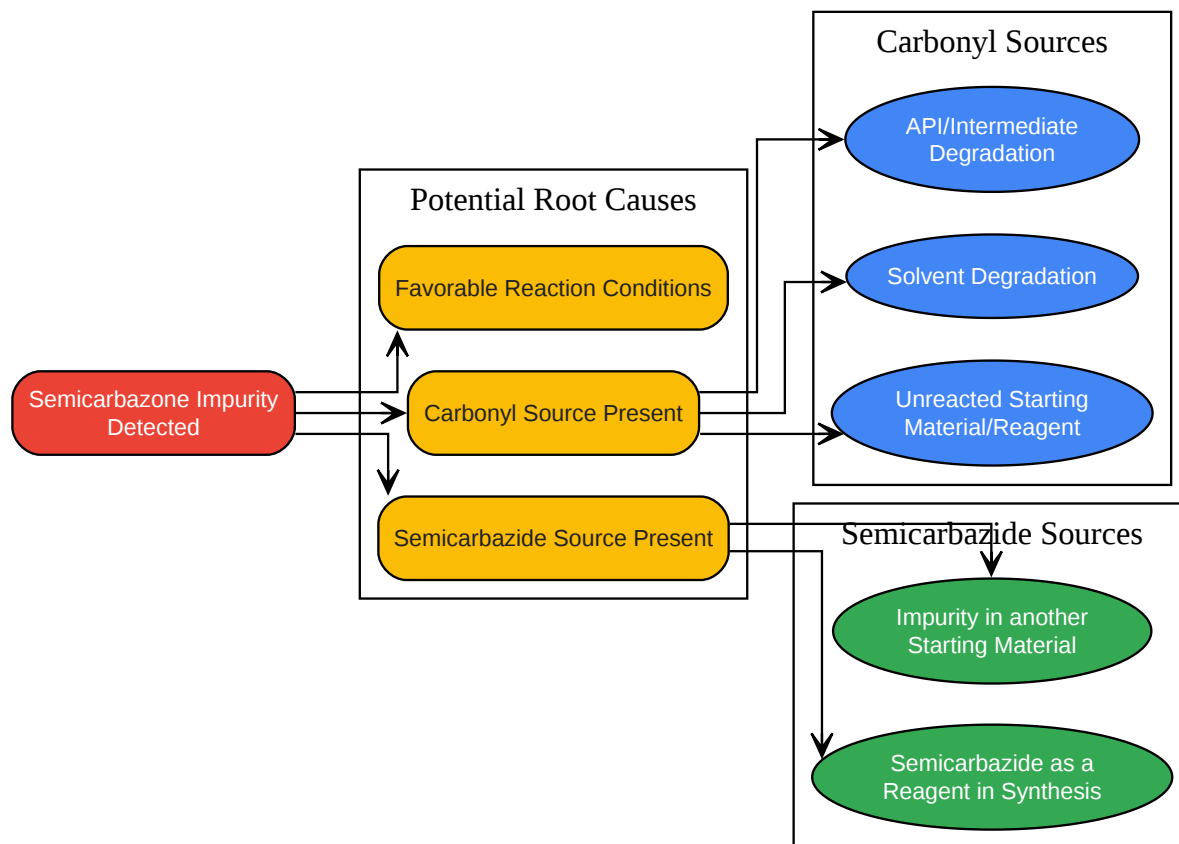 Semicarbazone Impurity
Detected
Potential Root Causes
Favorable Reaction Conditions
Carbonyl Source Present
Semicarbazide Source Present
Carbonyl Sources
API/Intermediate
Degradation
Solvent Degradation
Unreacted Starting
Material/Reagent
Semicarbazide Sources
Impurity in another
Starting Material
Semicarbazide as a
Reagent in Synthesis